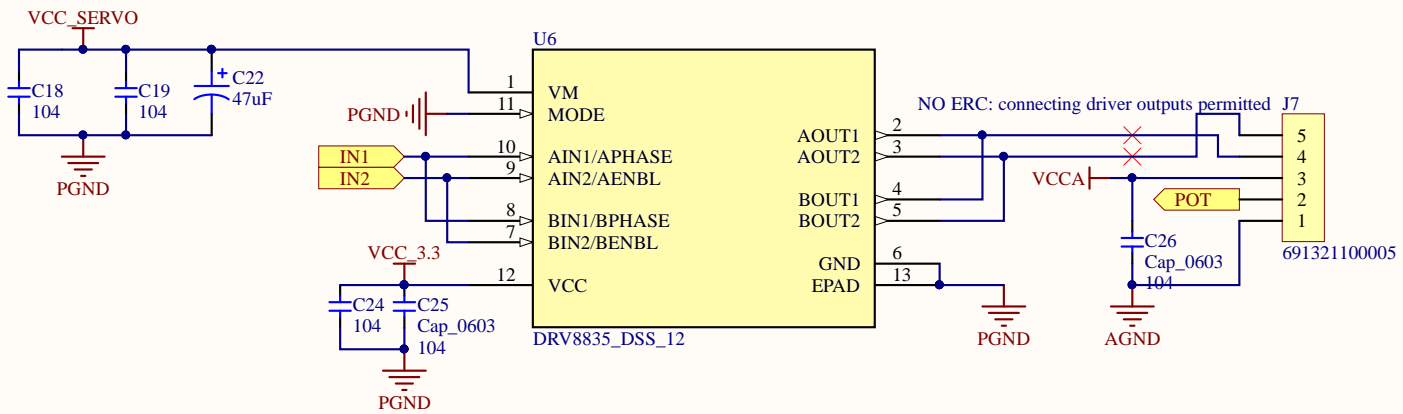 VCC_SERVO
C18
104
C19
104
+
C22
47uF
PGND
PGND
IN1
IN2
VCC_3.3
C24
104
C25
Cap_0603
104
PGND
U6
1 VM
11 MODE
10 AIN1/APHASE
9 AIN2/AENBL
8 BIN1/BPHASE
7 BIN2/BENBL
12 VCC
AOUT1 2
AOUT2 3
BOUT1 4
BOUT2 5
GND 6
EPAD 13
DRV8835_DSS_12
PGND
NO ERC: connecting driver outputs permitted
J7
5
4
3
2
1
691321100005
VCCA
POT
C26
Cap_0603
104
AGND